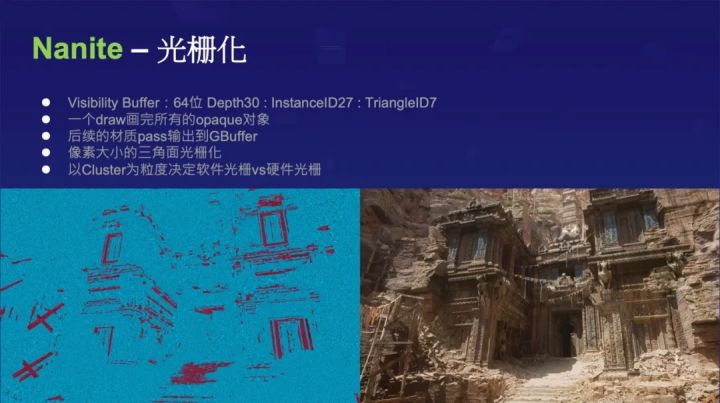 Nanite – 光栅化
● Visibility Buffer：64位 Depth30 : InstanceID27 : TriangleID7
● 一个draw画完所有的opaque对象
● 后续的材质pass输出到GBuffer
● 像素大小的三角面光栅化
● 以Cluster为粒度决定软件光栅vs硬件光栅